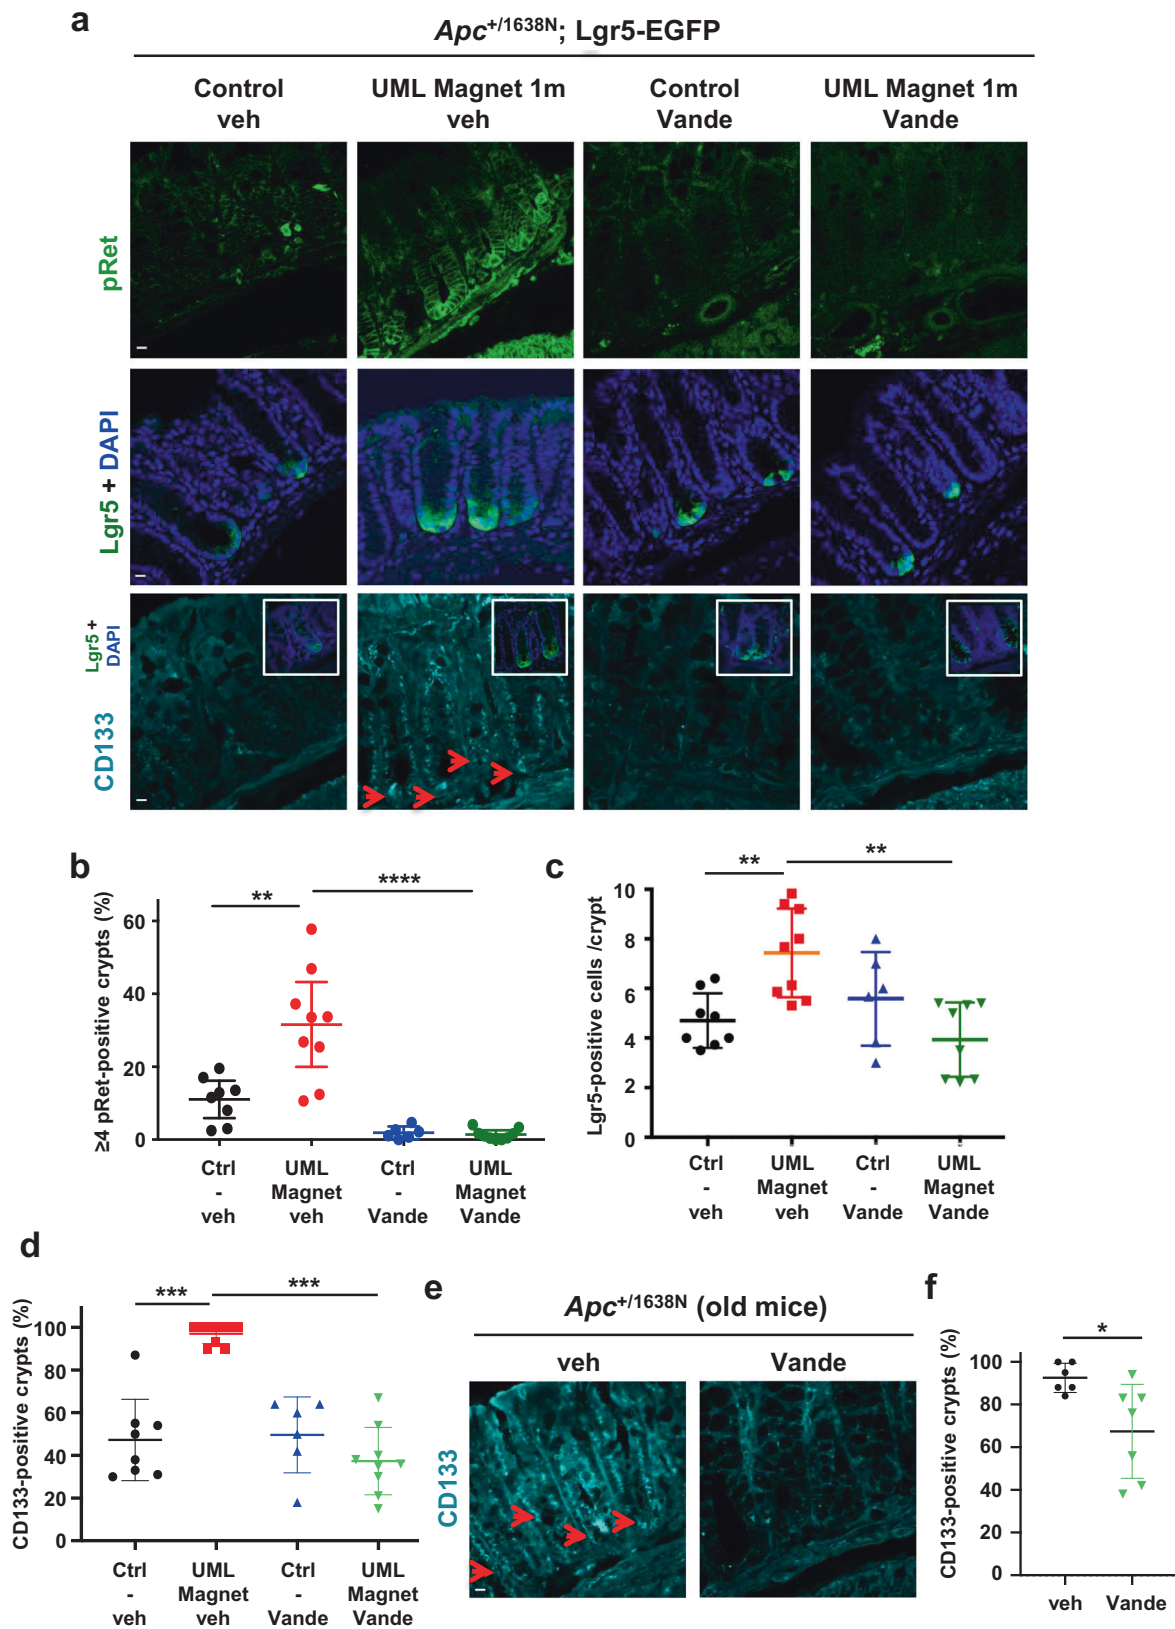 a
Apc+/1638N; Lgr5-EGFP
Control UML Magnet 1m Control UML Magnet 1m
veh veh Vande Vande
pRet
Lgr5 + DAPI
Lgr5 +
DAPI
CD133
b
≥4 pRet-positive crypts (%)
** ****
60
40
20
0
Ctrl UML Ctrl UML
- Magnet - Magnet
veh veh Vande Vande
c
Lgr5-positive cells /crypt
** **
10
8
6
4
2
0
Ctrl UML Ctrl UML
- Magnet - Magnet
veh veh Vande Vande
d
CD133-positive crypts (%)
*** ***
100
80
60
40
20
0
Ctrl UML Ctrl UML
- Magnet - Magnet
veh veh Vande Vande
e
Apc+/1638N (old mice)
veh Vande
CD133
f
CD133-positive crypts (%)
*
100
80
60
40
20
0
veh Vande